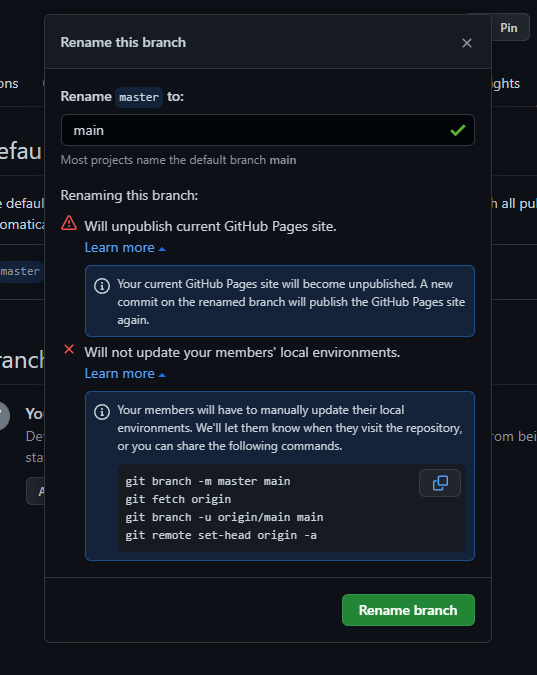 Pin
Rename this branch
ons
ghts
Rename master to:
main
Most projects name the default branch main
efau
Renaming this branch:
e defau
h all pu
Will unpublish current GitHub Pages site.
omatica
Learn more
master
Your current GitHub Pages site will become unpublished. A new
commit on the renamed branch will publish the GitHub Pages site
again.
Will not update your members' local environments.
ranch
Learn more
Your members will have to manually update their local
environments. We'll let them know when they visit the repository,
or you can share the following commands.
You
De
rom bei
sta
A
git branch -m master main
git fetch origin
git branch -u origin/main main
git remote set-head origin -a
Rename branch